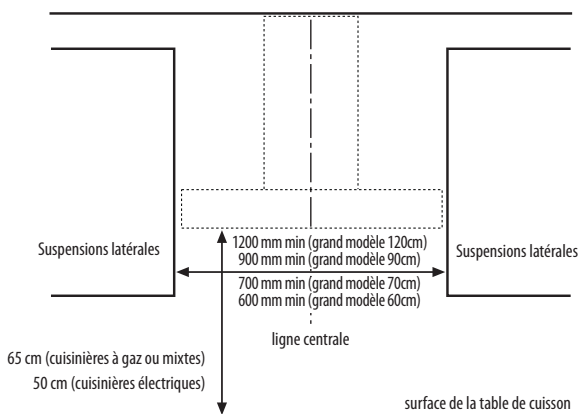 1200 mm min (grand modèle 120cm)
Suspensions latérales
900 mm min (grand modèle 90cm)
Suspensions latérales
700 mm min (grand modèle 70cm)
600 mm min (grand modèle 60cm)
ligne centrale
65 cm (cuisinières à gaz ou mixtes)
50 cm (cuisinières électriques)
surface de la table de cuisson